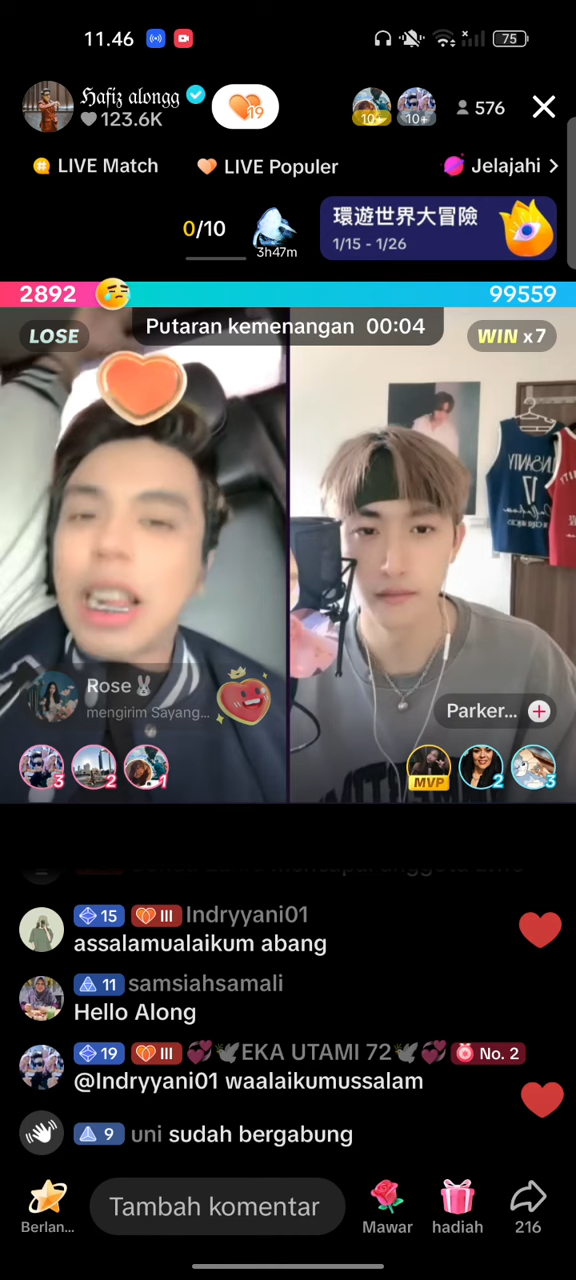 11.46
75
Hafiz alongg
123.6K
19
10+
10+
576
LIVE Match
LIVE Populer
Jelajahi >
0/10
3h47m
環遊世界大冒險
1/15 - 1/26
2892
99559
LOSE
Putaran kemenangan 00:04
WIN x7
17
Rose
mengirim Sayang...
Parker... +
3
2
1
MVP
2
3
15 III Indryyani01
assalamualaikum abang
11 samsiahsamali
Hello Along
19 III EKA UTAMI 72 No. 2
@Indryyani01 waalaikumussalam
9 uni sudah bergabung
Berlan...
Tambah komentar
Mawar
hadiah
216